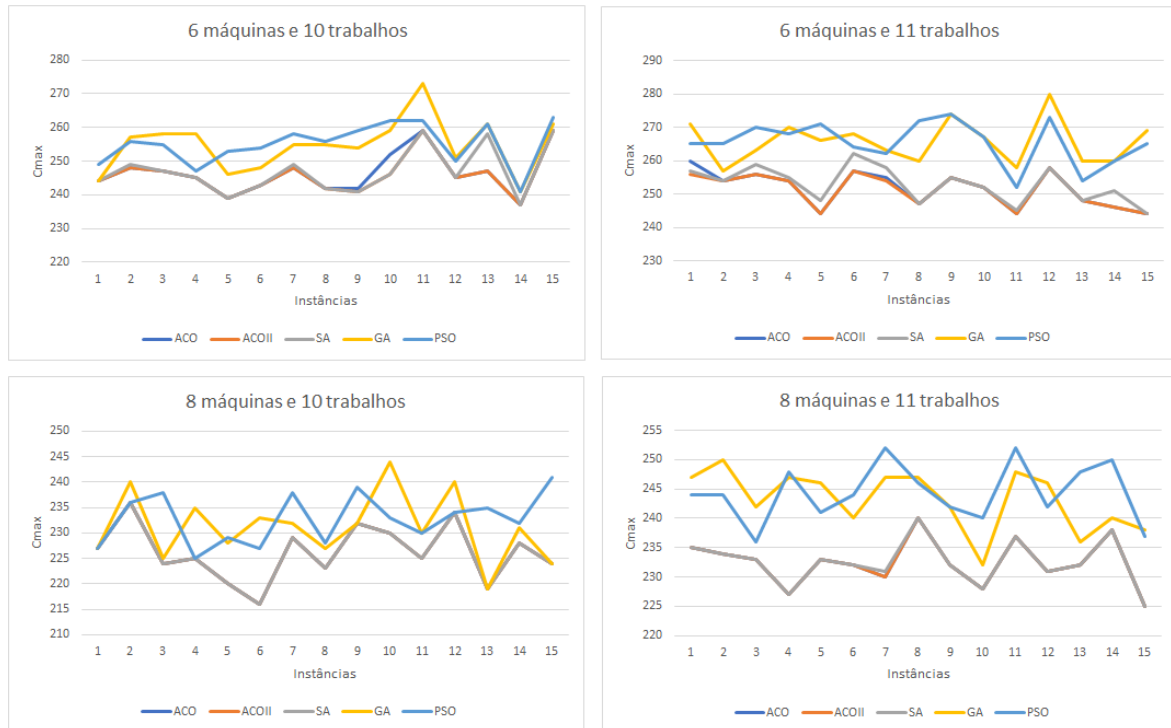 6 máquinas e 10 trabalhos
Cmax
280
270
260
250
240
230
220
1 2 3 4 5 6 7 8 9 10 11 12 13 14 15
Instâncias
ACO ACOII SA GA PSO
6 máquinas e 11 trabalhos
Cmax
290
280
270
260
250
240
230
1 2 3 4 5 6 7 8 9 10 11 12 13 14 15
Instâncias
ACO ACOII SA GA PSO
8 máquinas e 10 trabalhos
Cmax
250
245
240
235
230
225
220
215
210
1 2 3 4 5 6 7 8 9 10 11 12 13 14 15
Instâncias
ACO ACOII SA GA PSO
8 máquinas e 11 trabalhos
Cmax
255
250
245
240
235
230
225
220
1 2 3 4 5 6 7 8 9 10 11 12 13 14 15
Instâncias
ACO ACOII SA GA PSO